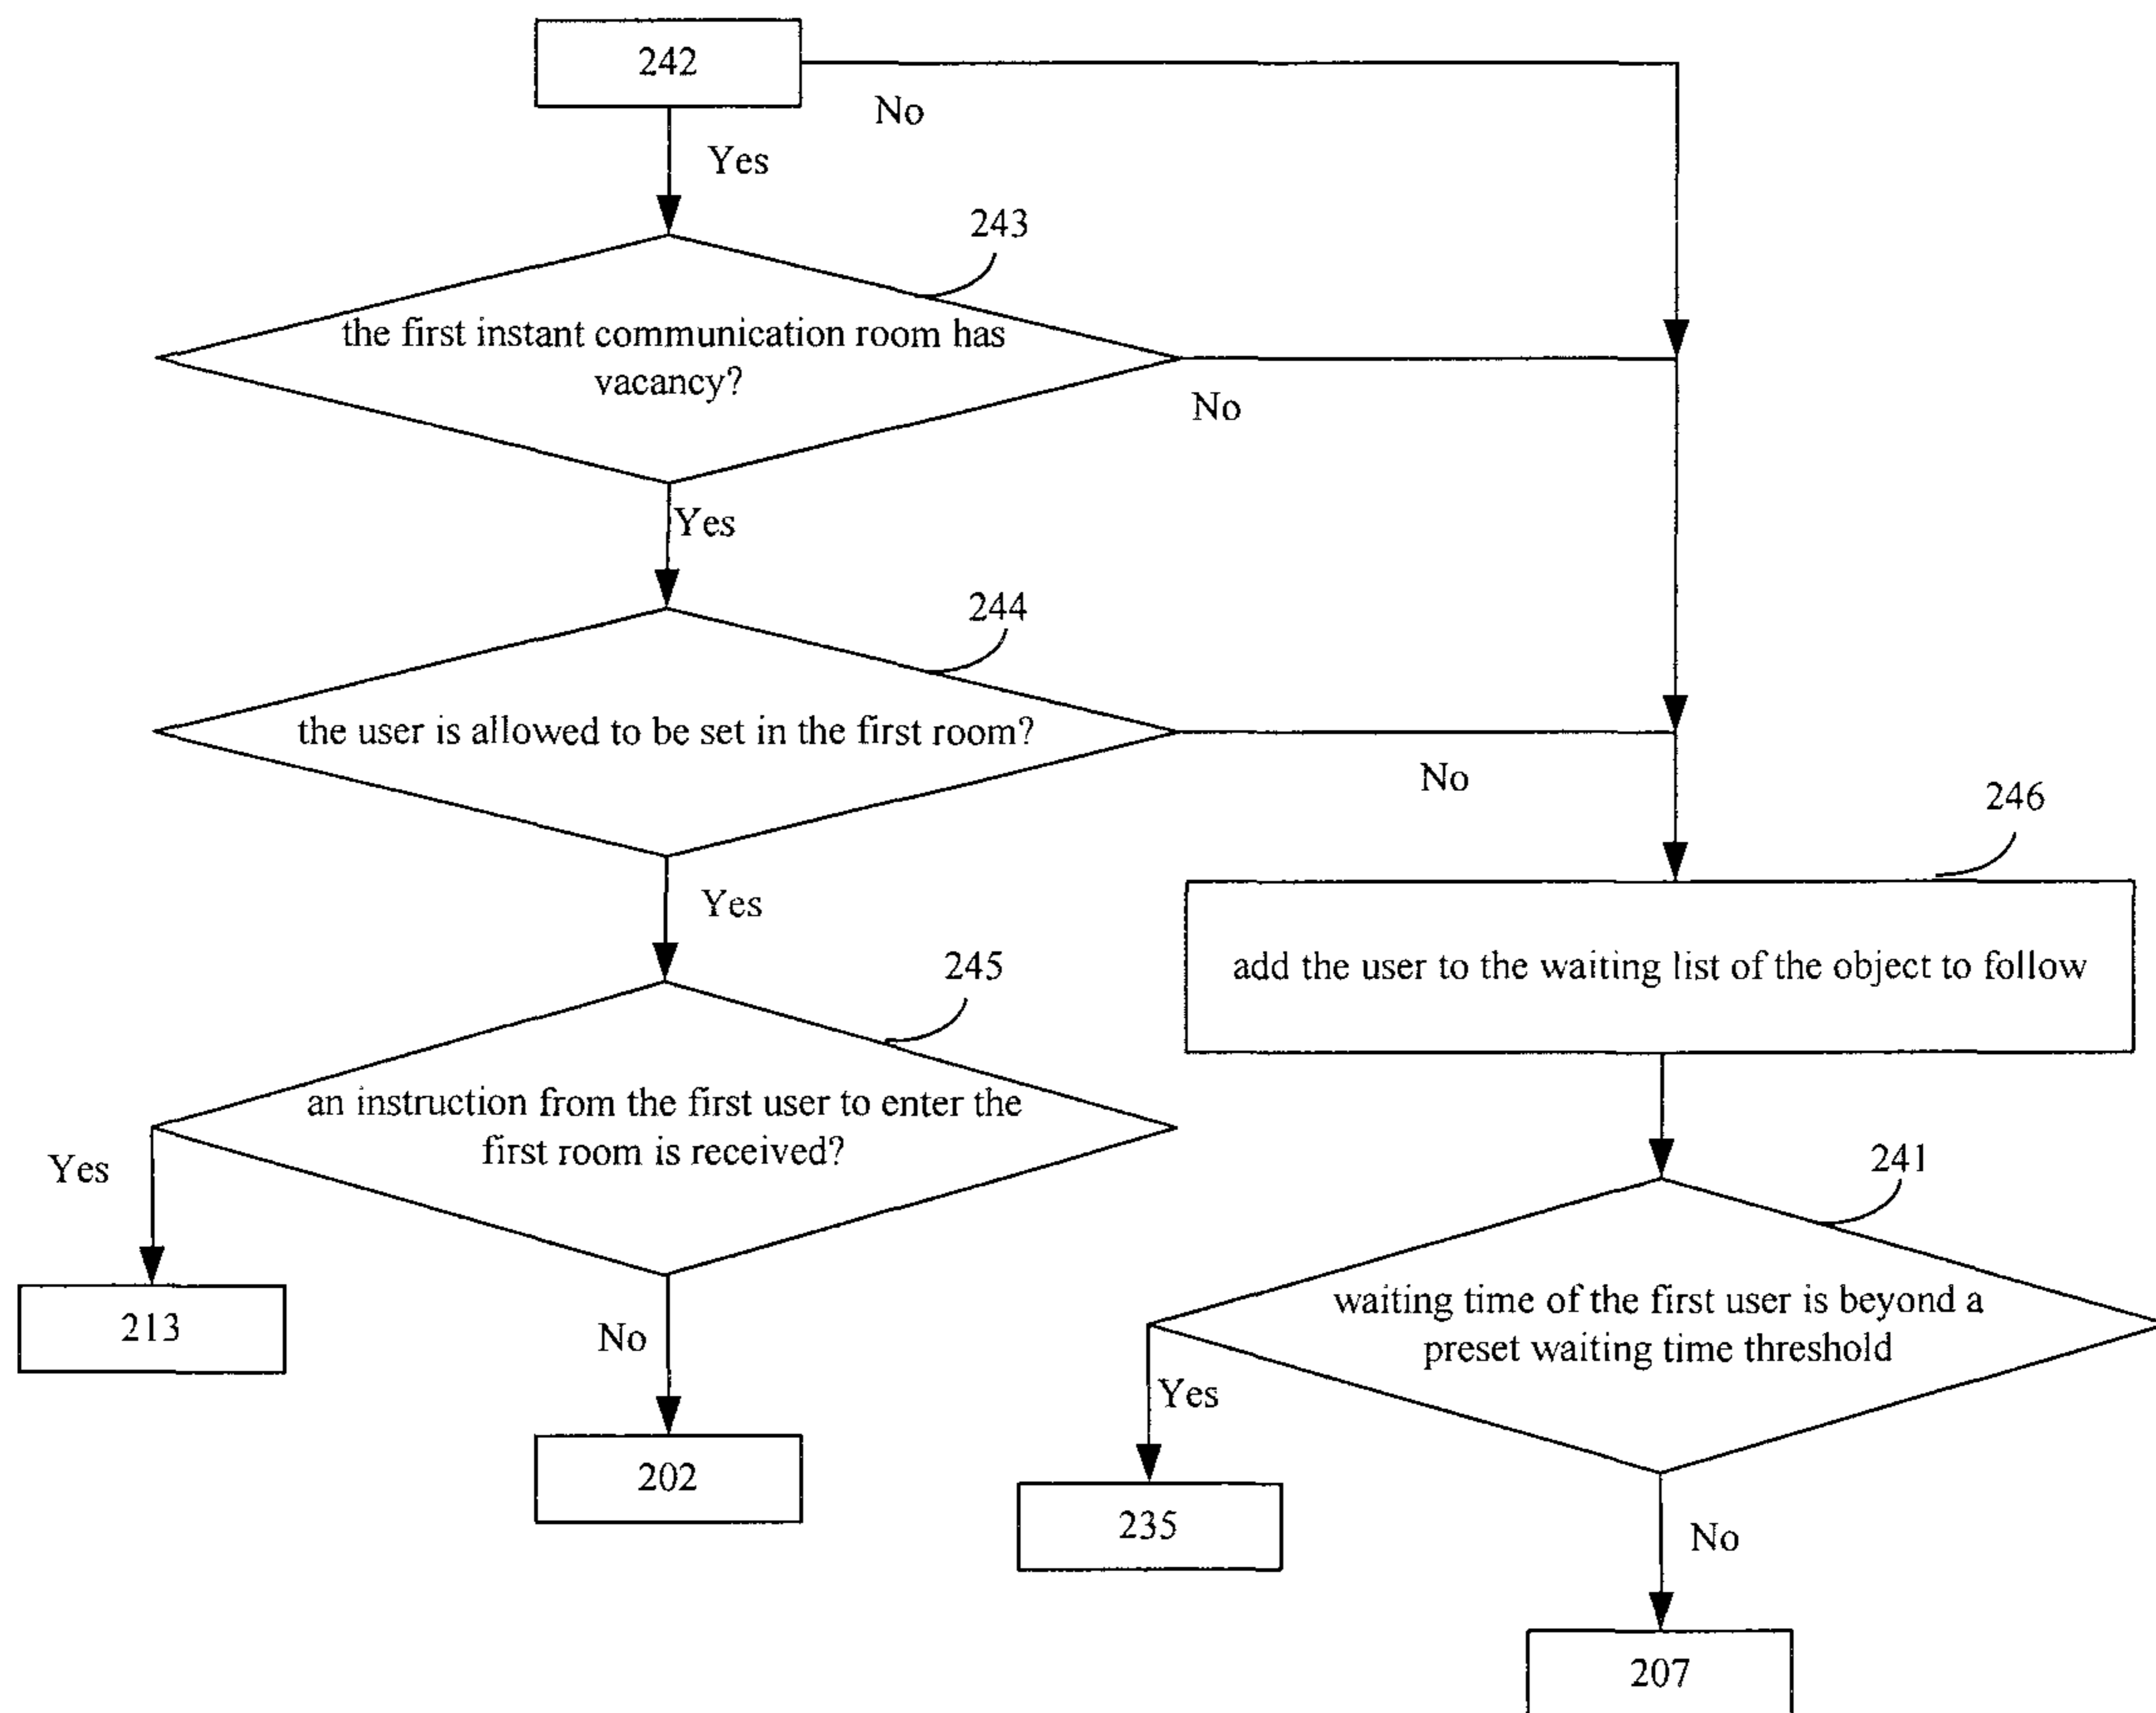 242
No
Yes
243
the first instant communication room has
vacancy?
No
Yes
244
the user is allowed to be set in the first room?
No
246
Yes
add the user to the waiting list of the object to follow
245
an instruction from the first user to enter the
first room is received?
Yes
241
waiting time of the first user is beyond a
preset waiting time threshold
213
No
Yes
202
235
No
207